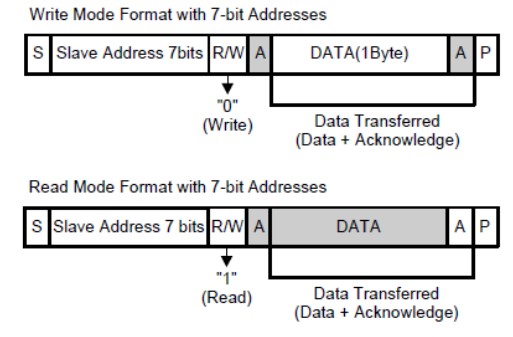 Write Mode Format with 7-bit Addresses
S Slave Address 7bits R/W A DATA(1Byte) A P
"0"
(Write)
Data Transferred
(Data + Acknowledge)
Read Mode Format with 7-bit Addresses
S Slave Address 7 bits R/W A DATA A P
"1"
(Read)
Data Transferred
(Data + Acknowledge)